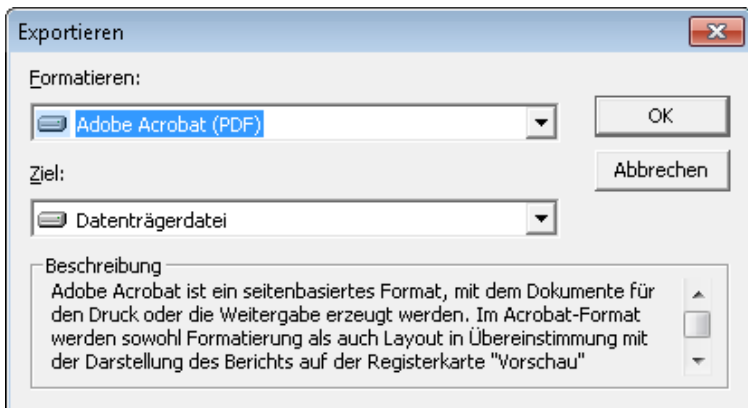 Exportieren
Formatieren:
Adobe Acrobat (PDF)
OK
Abbrechen
Ziel:
Datenträgerdatei
Beschreibung
Adobe Acrobat ist ein seitenbasiertes Format, mit dem Dokumente für
den Druck oder die Weitergabe erzeugt werden. Im Acrobat-Format
werden sowohl Formatierung als auch Layout in Übereinstimmung mit
der Darstellung des Berichts auf der Registerkarte "Vorschau"